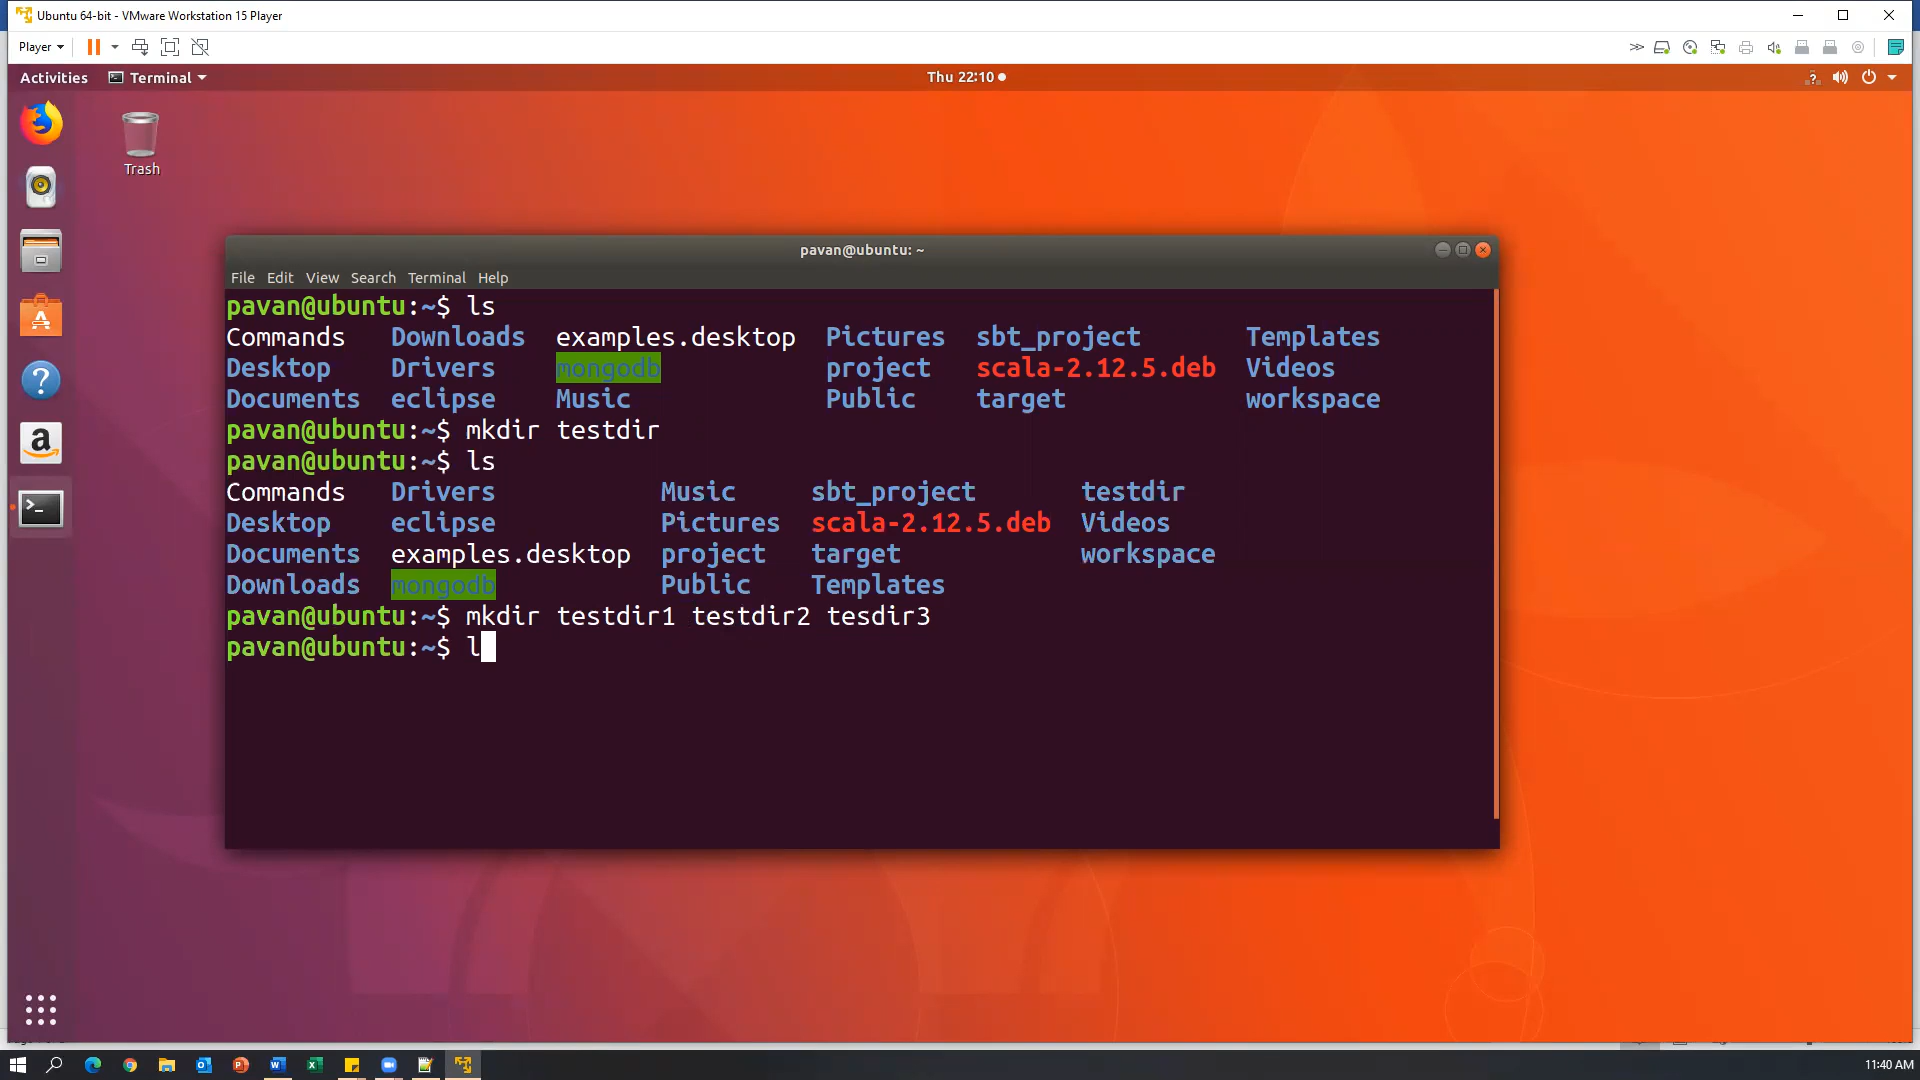 Ubuntu 64-bit - VMware Workstation 15 Player
Player
Activities Terminal Thu 22:10
Trash
pavan@ubuntu: ~
File Edit View Search Terminal Help
pavan@ubuntu:~$ ls
Commands Downloads examples.desktop Pictures sbt_project Templates
Desktop Drivers mongodb project scala-2.12.5.deb Videos
Documents eclipse Music Public target workspace
pavan@ubuntu:~$ mkdir testdir
pavan@ubuntu:~$ ls
Commands Drivers Music sbt_project testdir
Desktop eclipse Pictures scala-2.12.5.deb Videos
Documents examples.desktop project target workspace
Downloads mongodb Public Templates
pavan@ubuntu:~$ mkdir testdir1 testdir2 tesdir3
pavan@ubuntu:~$ l
11:40 AM